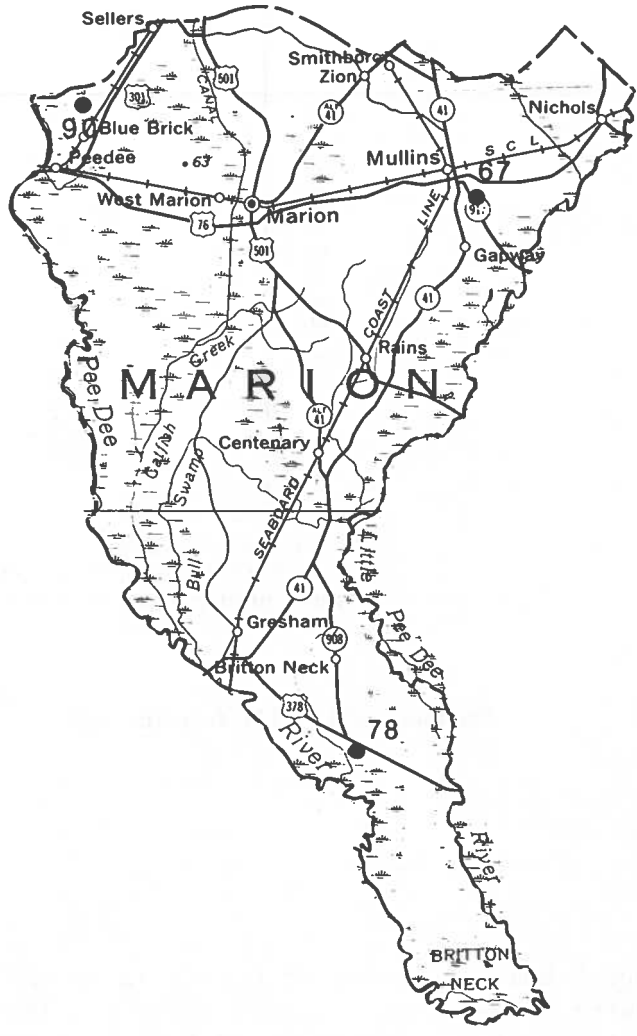 Sellers
Smithboro
Zion
301
CANAL
501
ALT
41
41
Nichols
90
Blue Brick
Peedee
63
Mullins
S C L
67
West Marion
Marion
76
501
LINE
917
Gapway
41
COAST
Rains
Creek
MARION
Pee Dee
Catfish
ALT
41
Centenary
Swamp
SEABOARD
Bull
Little
Pee Dee
41
Gresham
908
Britton Neck
378
78
River
River
BRITTON
NECK